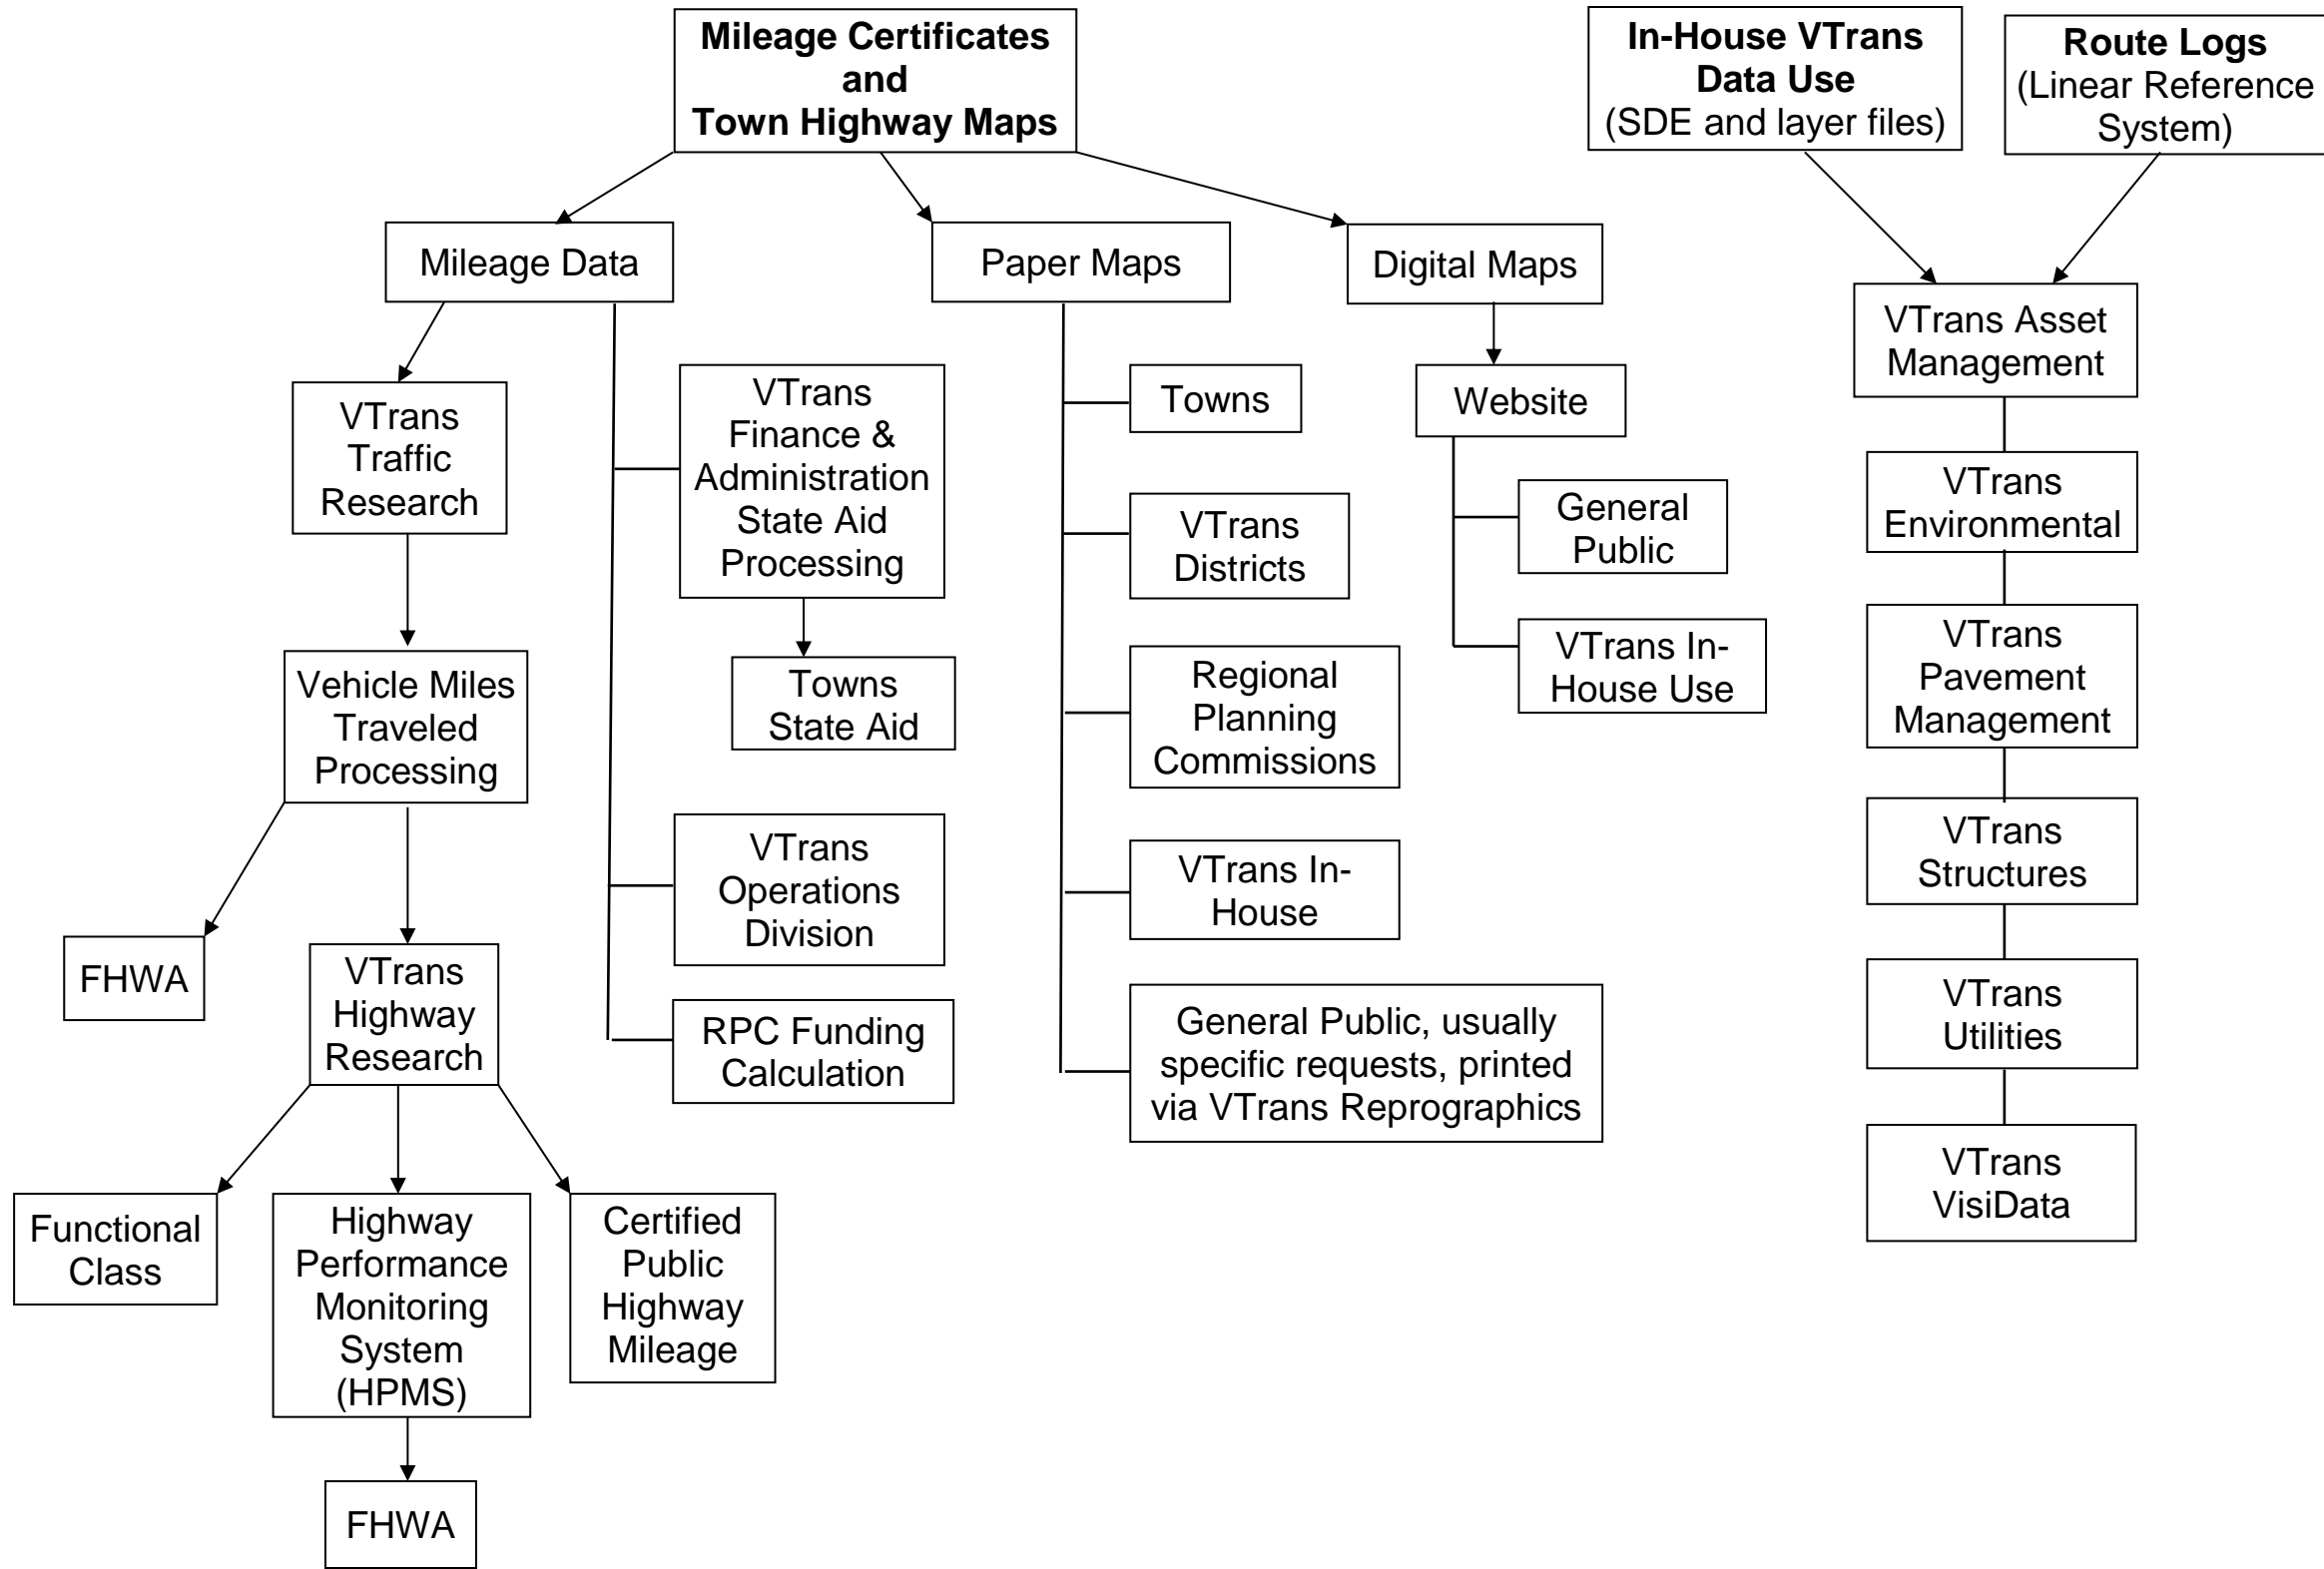 Mileage Certificates
and
Town Highway Maps
In-House VTrans
Data Use
(SDE and layer files)
Route Logs
(Linear Reference
System)
Mileage Data
Paper Maps
Digital Maps
VTrans Asset
Management
VTrans
Traffic
Research
VTrans
Finance &
Administration
State Aid
Processing
Towns
Website
VTrans
Environmental
VTrans
Districts
General
Public
Vehicle Miles
Traveled
Processing
Towns
State Aid
Regional
Planning
Commissions
VTrans In-
House Use
VTrans
Pavement
Management
VTrans
Operations
Division
VTrans In-
House
VTrans
Structures
FHWA
VTrans
Highway
Research
RPC Funding
Calculation
General Public, usually
specific requests, printed
via VTrans Reprographics
VTrans
Utilities
VTrans
VisiData
Functional
Class
Highway
Performance
Monitoring
System
(HPMS)
Certified
Public
Highway
Mileage
FHWA